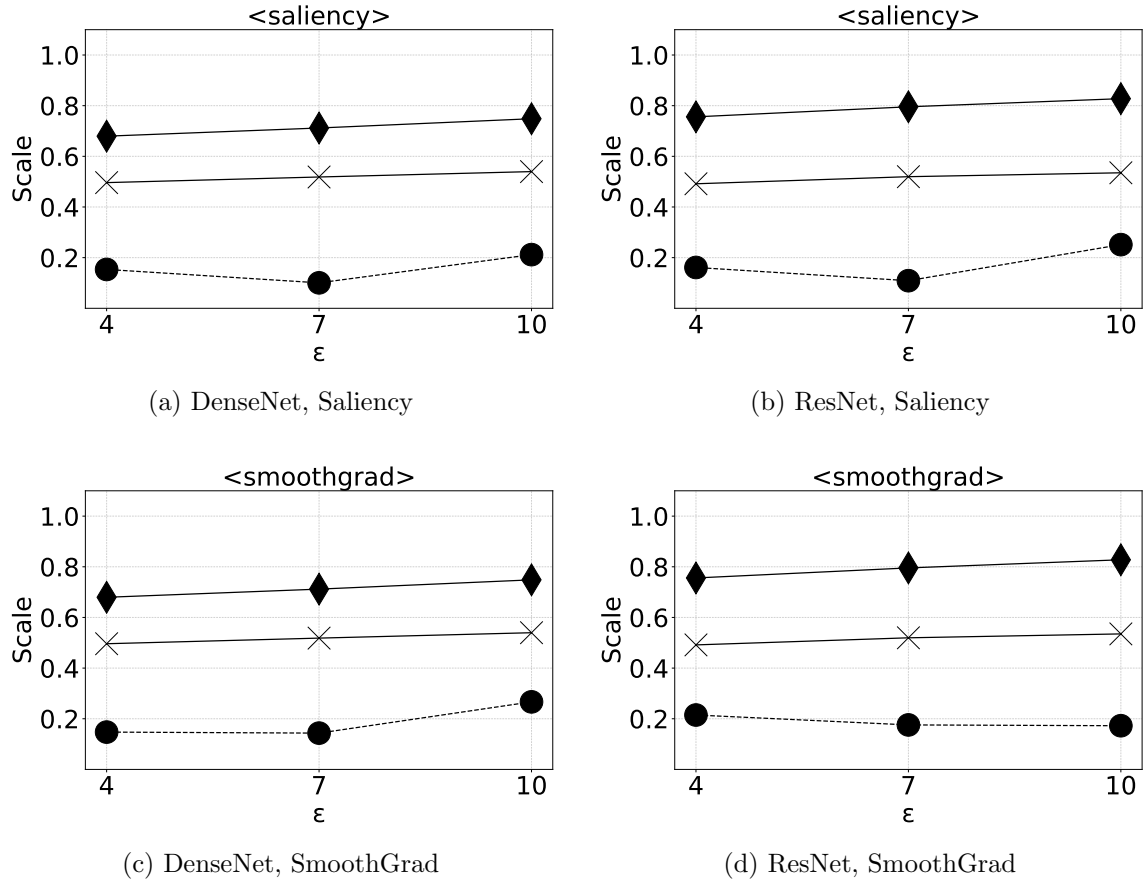 <saliency>
1.0
0.8
0.6
0.4
0.2
Scale
4 7 10
ε
(a) DenseNet, Saliency
<saliency>
1.0
0.8
0.6
0.4
0.2
Scale
4 7 10
ε
(b) ResNet, Saliency
<smoothgrad>
1.0
0.8
0.6
0.4
0.2
Scale
4 7 10
ε
(c) DenseNet, SmoothGrad
<smoothgrad>
1.0
0.8
0.6
0.4
0.2
Scale
4 7 10
ε
(d) ResNet, SmoothGrad